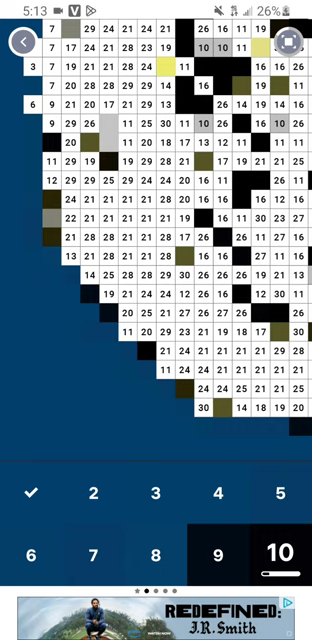 5:13 V 26%
7 29 24 21 24 21 26 16 11 19
7 17 24 21 28 23 19 10 10 11
3 7 19 21 21 28 24 11 16 16 26
7 20 28 28 29 29 14 16 21 19 11
6 9 21 20 17 21 29 13 26 14 19 14 16
9 29 26 11 25 30 11 10 26 16 10 26
20 11 20 18 17 13 12 11 11 11
11 29 19 19 29 28 21 17 19 21 21 25
12 29 29 25 29 24 24 20 16 11 26 11
24 21 21 21 21 28 20 16 16 16 12 16
22 21 21 21 21 21 19 16 11 30 23 27
21 28 28 21 21 28 17 26 26 11 27 16
13 21 28 21 21 28 16 16 27 11 16
14 25 28 28 29 30 26 26 26 19 21 13
19 21 24 24 12 26 16 12 30 11
20 25 21 27 26 27 26 26
11 20 29 23 21 19 18 17 30
21 24 24 21 21 21 29 28
11 24 24 21 21 21 21 21
24 24 25 21 21 25
30 14 18 19 20
2 3 4 5
6 7 8 9 10
REDEFINED:
J.R. Smith